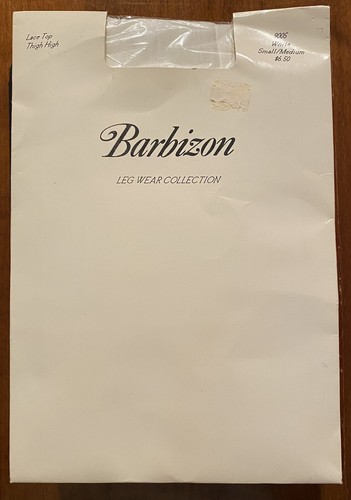 Lace Top
Thigh High
9005
White
Small/Medium
$6.50
Barbizon
LEG WEAR COLLECTION